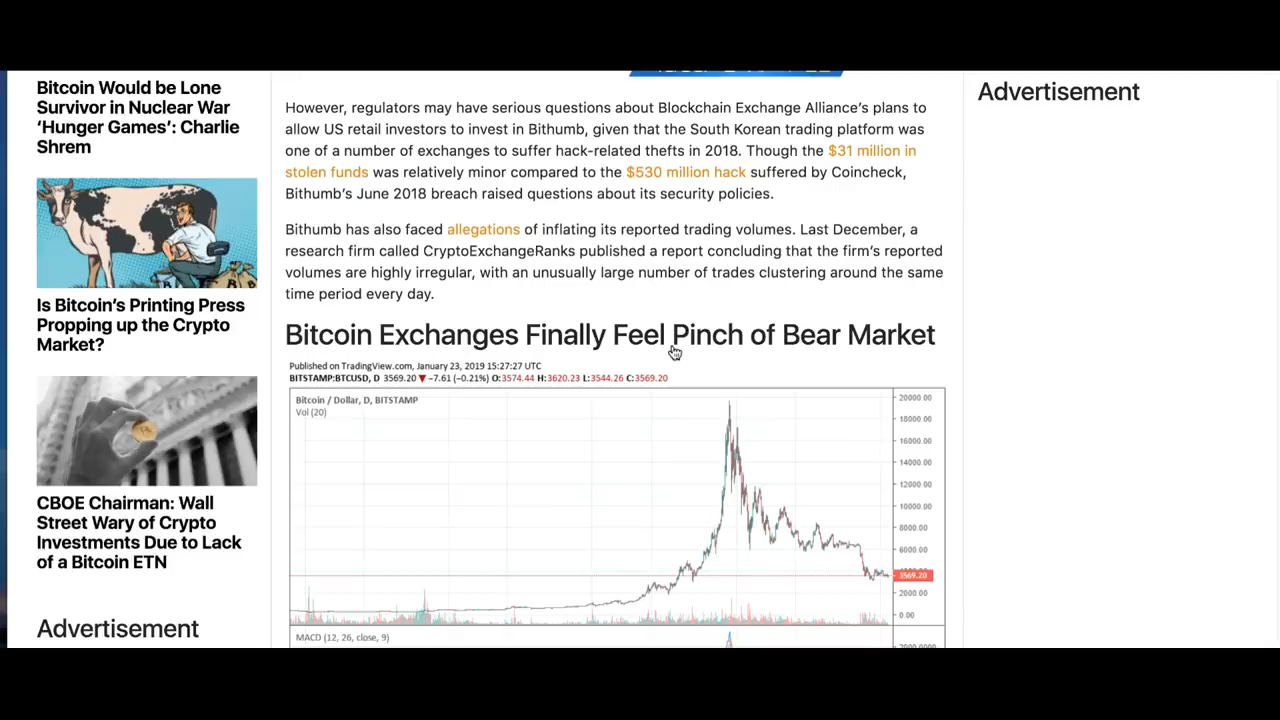 Bitcoin Would be Lone
Survivor in Nuclear War
‘Hunger Games’: Charlie
Shrem
Is Bitcoin’s Printing Press
Propping up the Crypto
Market?
CBOE Chairman: Wall
Street Wary of Crypto
Investments Due to Lack
of a Bitcoin ETN
Advertisement
However, regulators may have serious questions about Blockchain Exchange Alliance’s plans to
allow US retail investors to invest in Bithumb, given that the South Korean trading platform was
one of a number of exchanges to suffer hack-related thefts in 2018. Though the $31 million in
stolen funds was relatively minor compared to the $530 million hack suffered by Coincheck,
Bithumb’s June 2018 breach raised questions about its security policies.
Bithumb has also faced allegations of inflating its reported trading volumes. Last December, a
research firm called CryptoExchangeRanks published a report concluding that the firm’s reported
volumes are highly irregular, with an unusually large number of trades clustering around the same
time period every day.
Bitcoin Exchanges Finally Feel Pinch of Bear Market
Published on TradingView.com, January 23, 2019 15:27:27 UTC
BITSTAMP:BTCUSD, D 3569.20 ▼ −7.61 (−0.21%) O:3574.44 H:3620.23 L:3544.26 C:3569.20
Bitcoin / Dollar, D, BITSTAMP
Vol (20)
20000.00
18000.00
16000.00
14000.00
12000.00
10000.00
8000.00
6000.00
3569.20
2000.00
0.00
MACD (12, 26, close, 9)
Advertisement